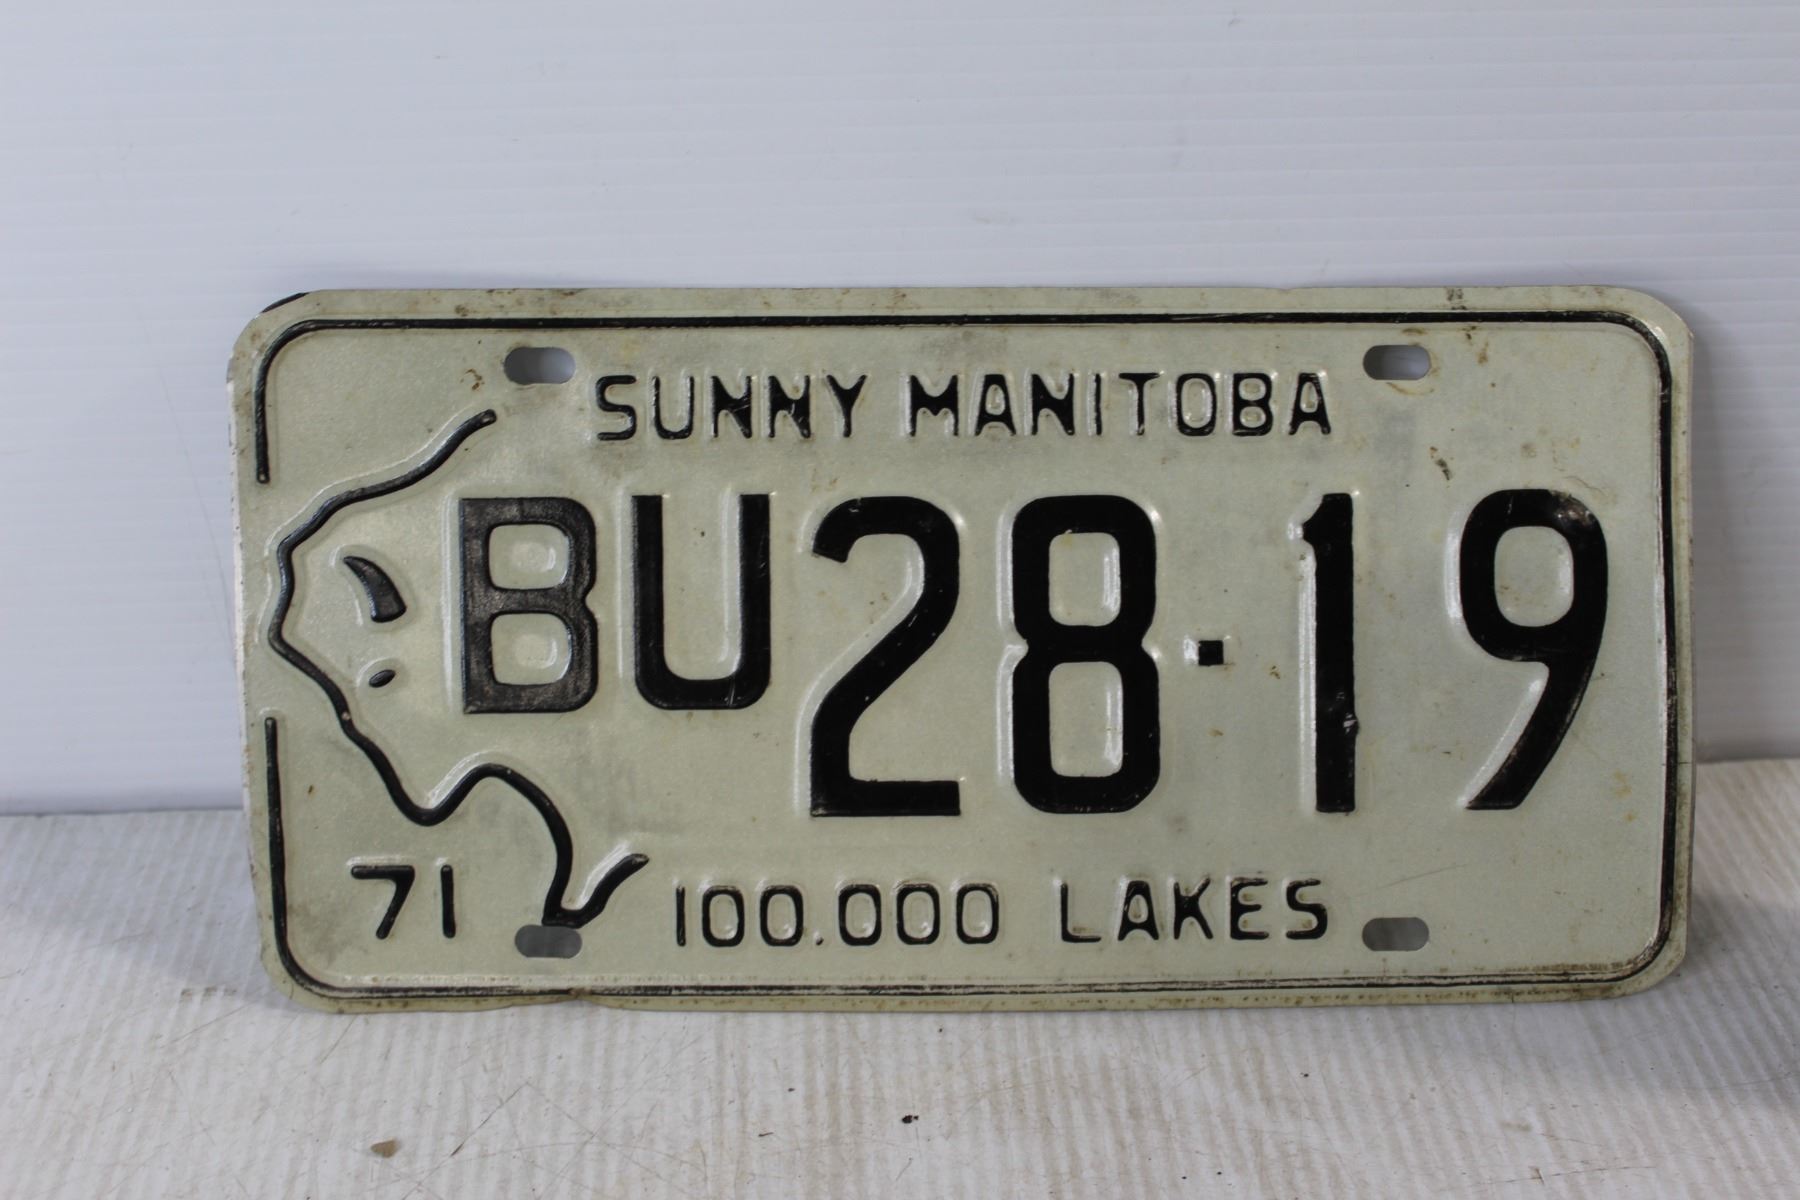 SUNNY MANITOBA
BU28-19
71 100.000 LAKES